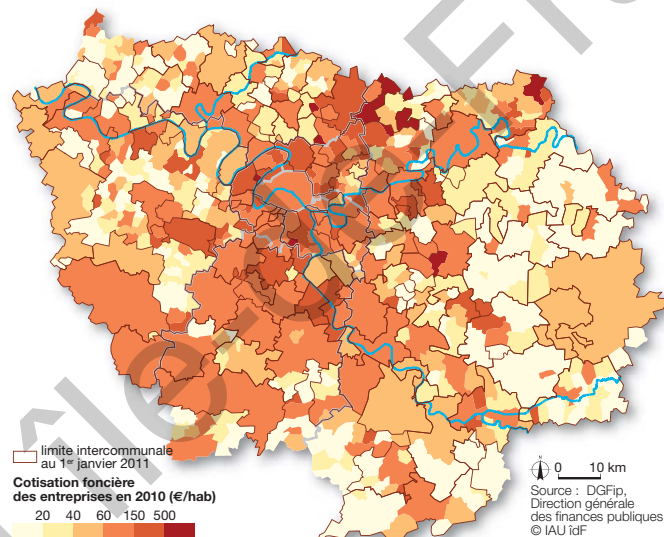 limite intercommunale
au 1er janvier 2011
Cotisation foncière
des entreprises en 2010 (€/hab)
20 40 60 150 500
N
0 10 km
Source : DGFip,
Direction générale
des finances publiques
© IAU îdF